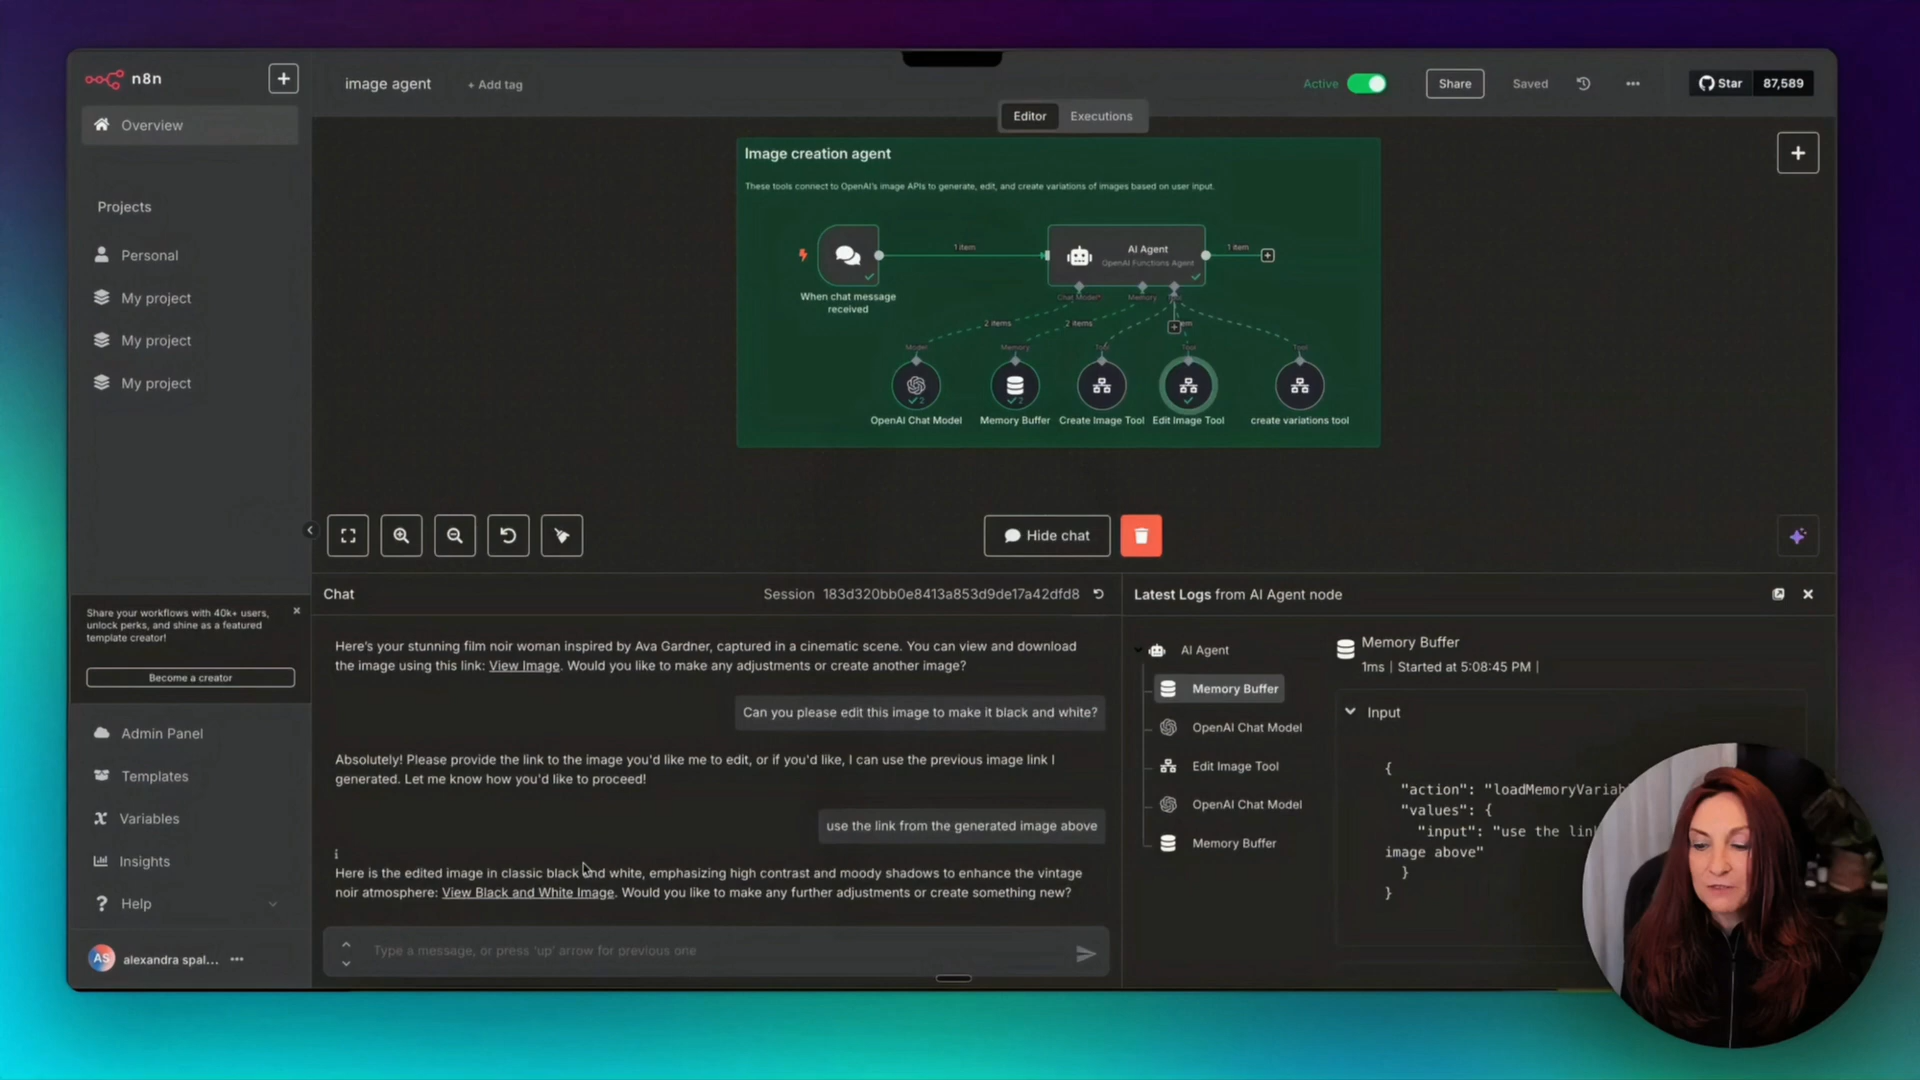 n8n
Overview
Projects
Personal
My project
My project
My project
Share your workflows with 40k+ users,
unlock perks, and shine as a featured
template creator!
Become a creator
Admin Panel
Templates
Variables
Insights
Help
AS alexandra spal...
image agent
+ Add tag
Active
Share
Saved
Star 87,589
Editor Executions
Image creation agent
These tools connect to OpenAI's image APIs to generate, edit, and create variations of images based on user input.
1 item
AI Agent
OpenAI Functions Agent
1 item
When chat message
received
Chat Model*
Memory
2 items
2 items
Model
Memory
Tool
Tool
Tool
2
2
OpenAI Chat Model
Memory Buffer
Create Image Tool
Edit Image Tool
create variations tool
Hide chat
Chat
Session 183d320bb0e8413a853d9de17a42dfd8
Here's your stunning film noir woman inspired by Ava Gardner, captured in a cinematic scene. You can view and download
the image using this link: View Image. Would you like to make any adjustments or create another image?
Can you please edit this image to make it black and white?
Absolutely! Please provide the link to the image you'd like me to edit, or if you'd like, I can use the previous image link I
generated. Let me know how you'd like to proceed!
use the link from the generated image above
Here is the edited image in classic black and white, emphasizing high contrast and moody shadows to enhance the vintage
noir atmosphere: View Black and White Image. Would you like to make any further adjustments or create something new?
Type a message, or press 'up' arrow for previous one
Latest Logs from AI Agent node
AI Agent
Memory Buffer
OpenAI Chat Model
Edit Image Tool
OpenAI Chat Model
Memory Buffer
Memory Buffer
1ms | Started at 5:08:45 PM |
Input
{
"action": "loadMemoryVariab
"values": {
"input": "use the lin
image above"
}
}